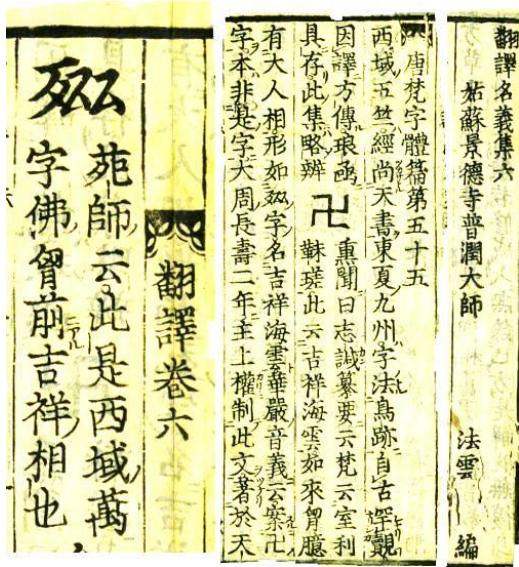 翻譯名義集六
姑蘇景德寺普潤大師 法雲 編
唐梵字體篇第五十五
西域五竺經尚天書東夏九州字法鳥跡自古罕覿
因譯方傳琅函
具存此集略辨
卍
熏聞曰志誠纂要云梵云室利
靺瑳此云吉祥海雲如來胷臆
有大人相形如字名吉祥海雲華嚴音義云案卍
字本非是字大周長壽二年主上權制此文著於天
翻譯卷六
苑師云此是西域萬
字佛胷前吉祥相也